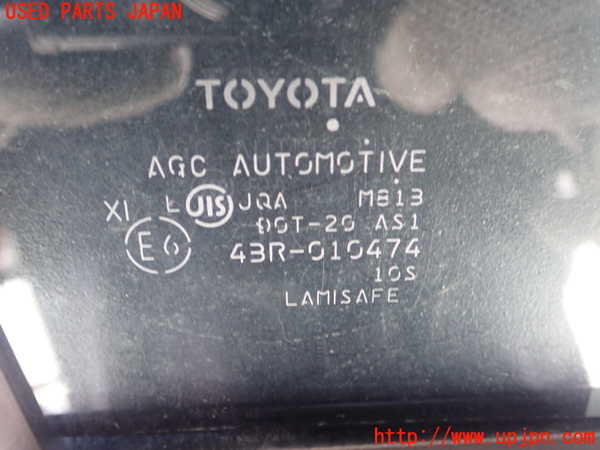 USED PARTS JAPAN
TOYOTA
AGC AUTOMOTIVE
XI L JIS JQA M813
DOT-20 AS1
E6 43R-010474
10S
LAMISAFE
http://www.upjpn.com